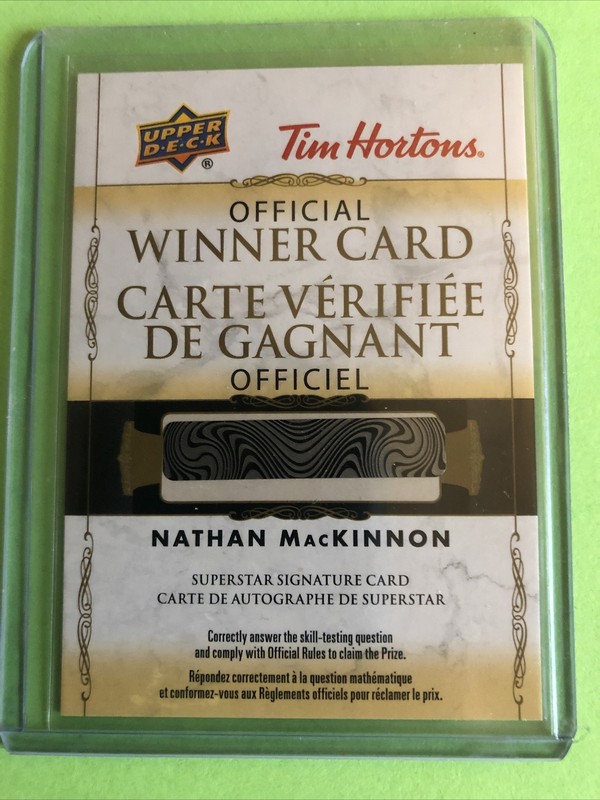 UPPER
D·E·C·K
®
Tim Hortons®
OFFICIAL
WINNER CARD
CARTE VÉRIFIÉE
DE GAGNANT
OFFICIEL
NATHAN MacKINNON
SUPERSTAR SIGNATURE CARD
CARTE DE AUTOGRAPHE DE SUPERSTAR
Correctly answer the skill-testing question
and comply with Official Rules to claim the Prize.
Répondez correctement à la question mathématique
et conformez-vous aux Règlements officiels pour réclamer le prix.